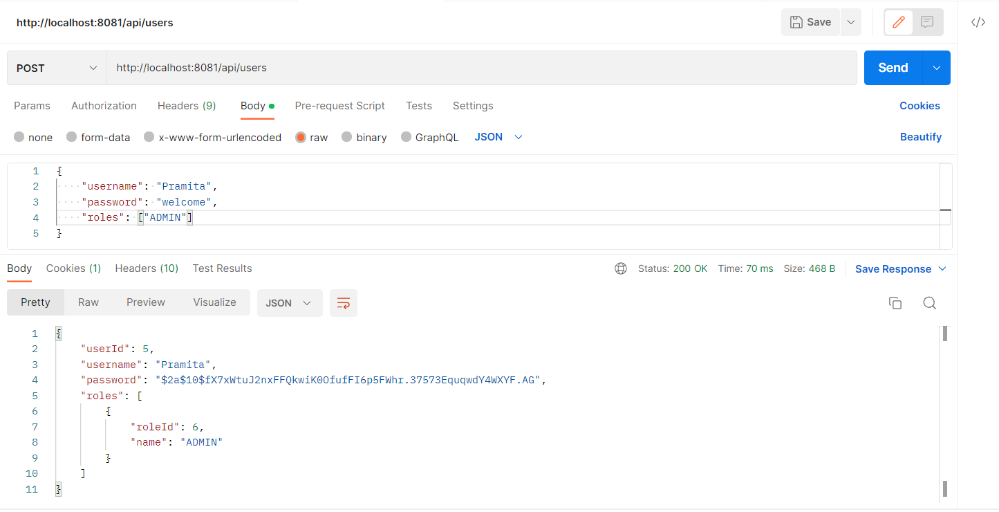 http://localhost:8081/api/users
Save
</>
POST
http://localhost:8081/api/users
Send
Params Authorization Headers (9) Body Pre-request Script Tests Settings Cookies
none form-data x-www-form-urlencoded raw binary GraphQL JSON Beautify
1 {
2 "username": "Pramita",
3 "password": "welcome",
4 "roles": ["ADMIN"]
5 }
Body Cookies (1) Headers (10) Test Results Status: 200 OK Time: 70 ms Size: 468 B Save Response
Pretty Raw Preview Visualize JSON
1 {
2 "userId": 5,
3 "username": "Pramita",
4 "password": "$2a$10$fX7xWtuJ2nxFFQkwiK0OfufFI6p5FWhr.37573EquqwdY4WXYF.AG",
5 "roles": [
6 {
7 "roleId": 6,
8 "name": "ADMIN"
9 }
10 ]
11 }